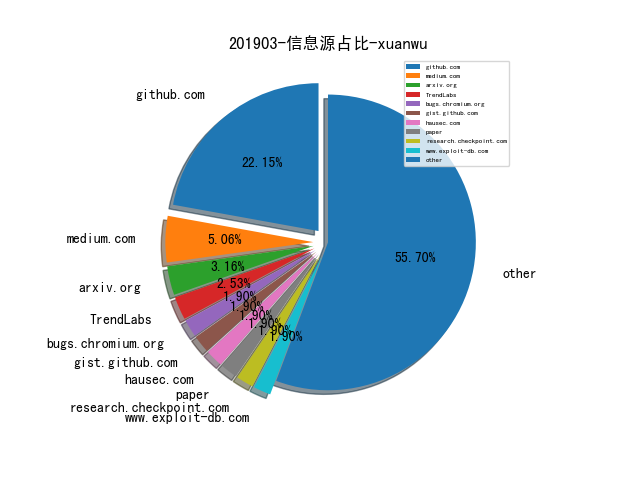 201903-信息源占比-xuanwu
github.com
medium.com
arxiv.org
TrendLabs
bugs.chromium.org
gist.github.com
hausec.com
paper
research.checkpoint.com
www.exploit-db.com
other
github.com
22.15%
medium.com
5.06%
arxiv.org
3.16%
TrendLabs
2.53%
bugs.chromium.org
1.90%
gist.github.com
1.90%
hausec.com
1.90%
paper
1.90%
research.checkpoint.com
1.90%
www.exploit-db.com
1.90%
55.70%
other